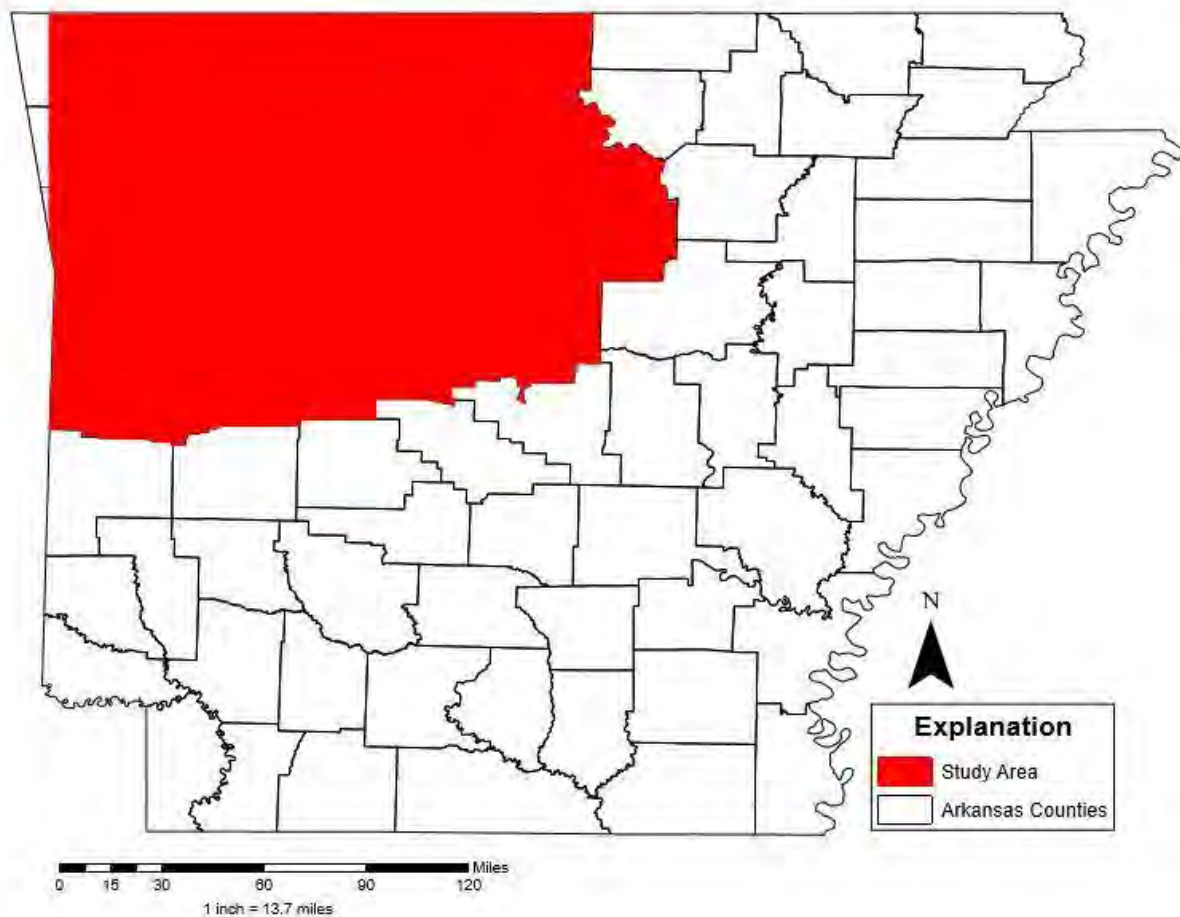 N
Explanation
Study Area
Arkansas Counties
Miles
0 15 30 60 90 120
1 inch = 13.7 miles